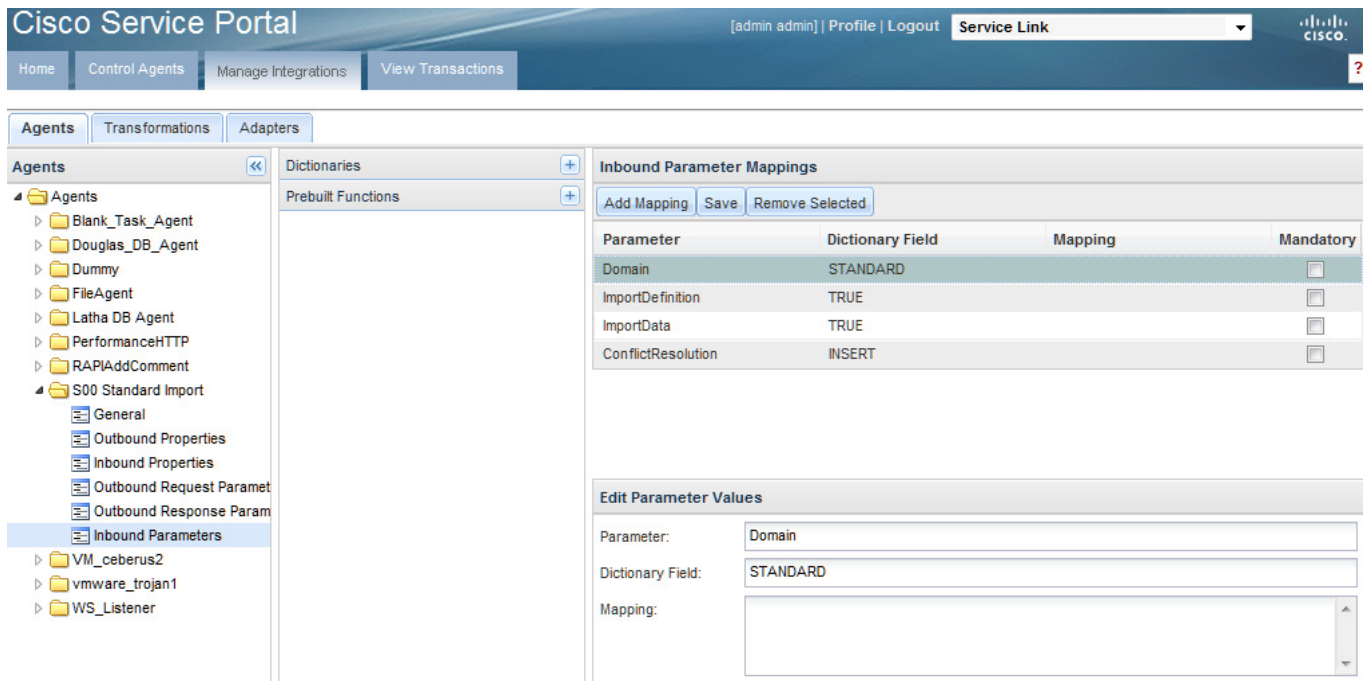 Cisco Service Portal
[admin admin] | Profile | Logout Service Link
cisco.
Home Control Agents Manage Integrations View Transactions ?
Agents Transformations Adapters
Agents
Agents
Blank_Task_Agent
Douglas_DB_Agent
Dummy
FileAgent
Latha DB Agent
PerformanceHTTP
RAPIAddComment
S00 Standard Import
General
Outbound Properties
Inbound Properties
Outbound Request Paramet
Outbound Response Param
Inbound Parameters
VM_ceberus2
vmware_trojan1
WS_Listener
Dictionaries
Prebuilt Functions
Inbound Parameter Mappings
Add Mapping Save Remove Selected
Parameter Dictionary Field Mapping Mandatory
Domain STANDARD
ImportDefinition TRUE
ImportData TRUE
ConflictResolution INSERT
Edit Parameter Values
Parameter: Domain
Dictionary Field: STANDARD
Mapping: